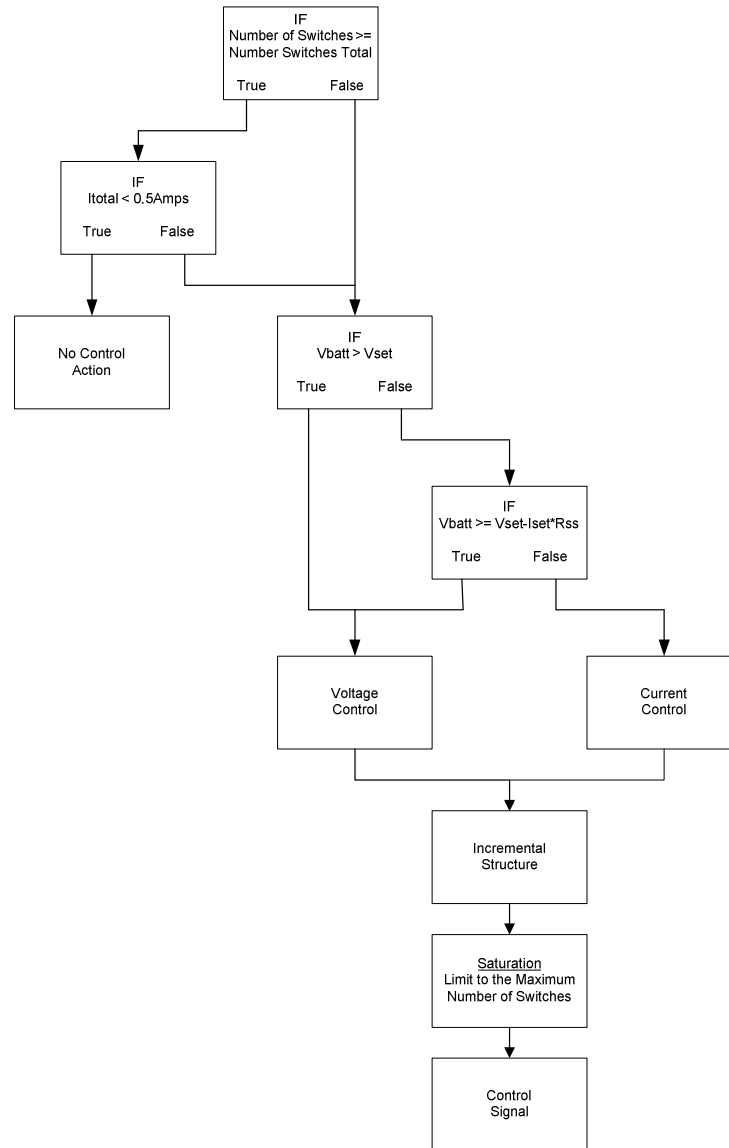 IF
Number of Switches >=
Number Switches Total
True False
IF
Itotal < 0.5Amps
True False
No Control
Action
IF
Vbatt > Vset
True False
IF
Vbatt >= Vset-Iset*Rss
True False
Voltage
Control
Current
Control
Incremental
Structure
Saturation
Limit to the Maximum
Number of Switches
Control
Signal